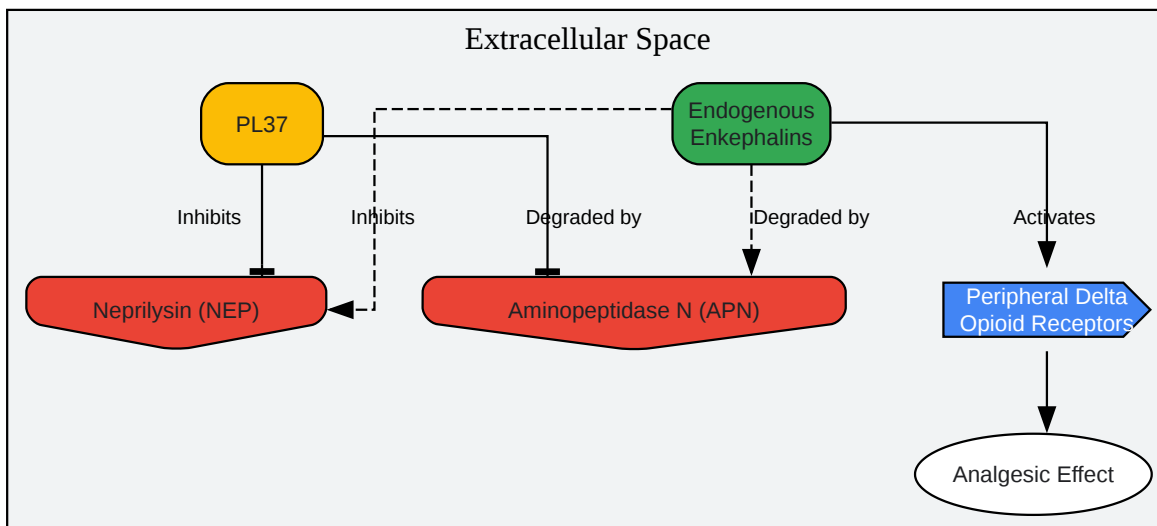 Extracellular Space
PL37
Endogenous
Enkephalins
Inhibits
Inhibits
Degraded by
Degraded by
Activates
Neprilysin (NEP)
Aminopeptidase N (APN)
Peripheral Delta
Opioid Receptors
Analgesic Effect